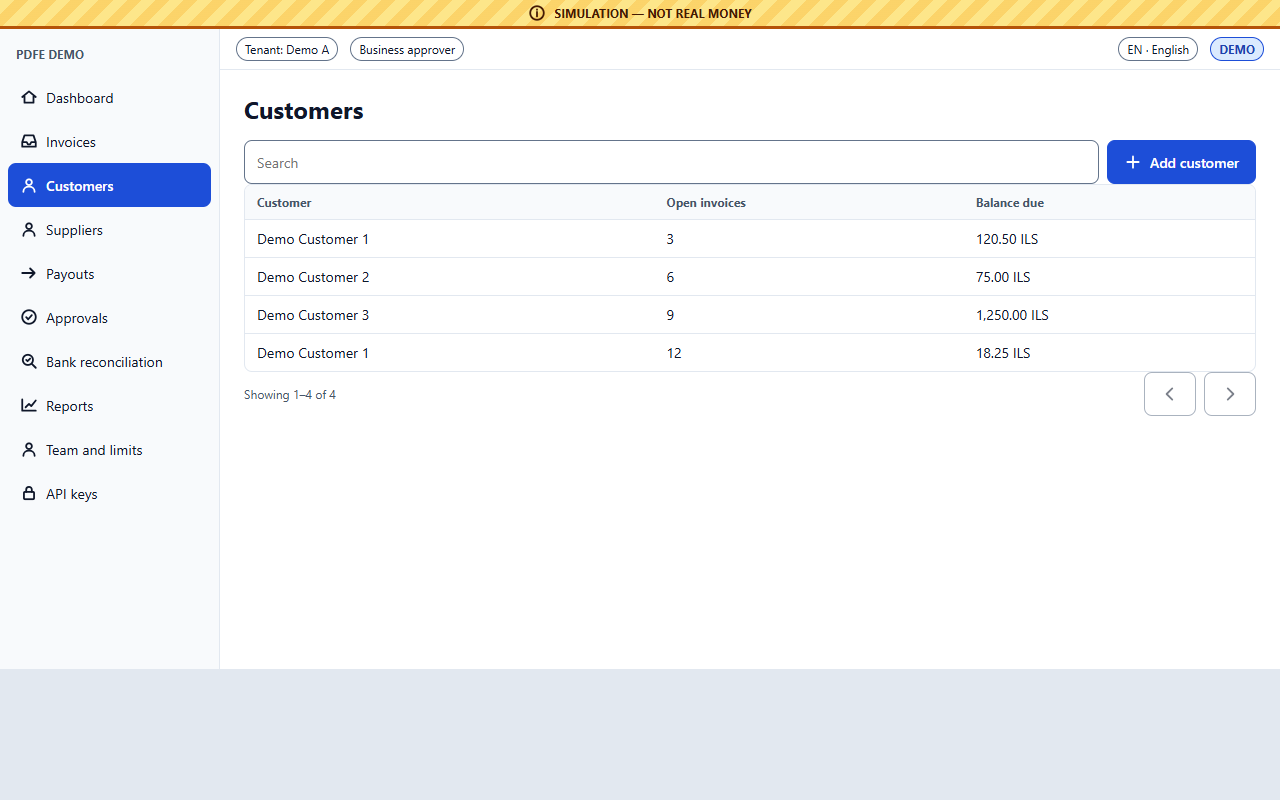 SIMULATION — NOT REAL MONEY
PDFE DEMO
Tenant: Demo A
Business approver
EN · English
DEMO
Dashboard
Invoices
Customers
Suppliers
Payouts
Approvals
Bank reconciliation
Reports
Team and limits
API keys
Customers
Search
Add customer
Customer Open invoices Balance due
Demo Customer 1 3 120.50 ILS
Demo Customer 2 6 75.00 ILS
Demo Customer 3 9 1,250.00 ILS
Demo Customer 1 12 18.25 ILS
Showing 1–4 of 4